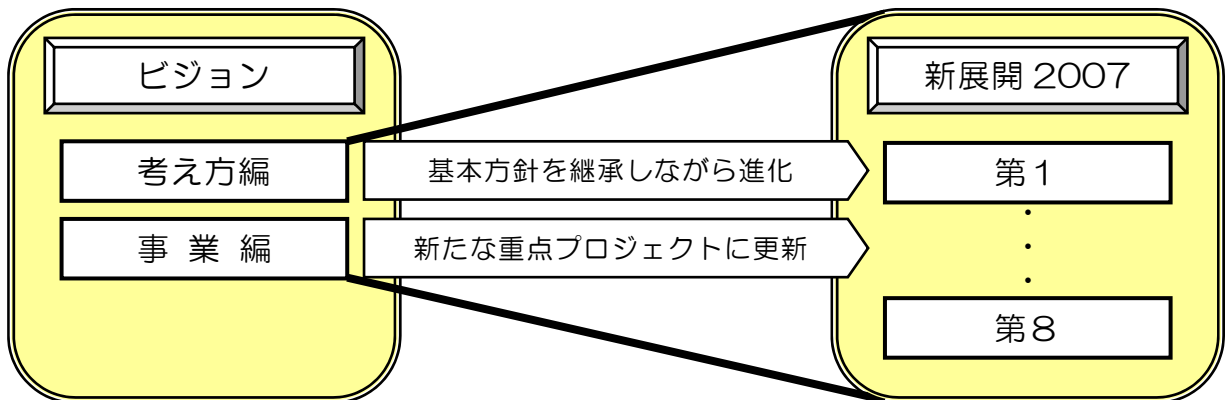 ビジョン
考え方編
事業編
基本方針を継承しながら進化
新たな重点プロジェクトに更新
新展開 2007
第1
・
・
・
第8